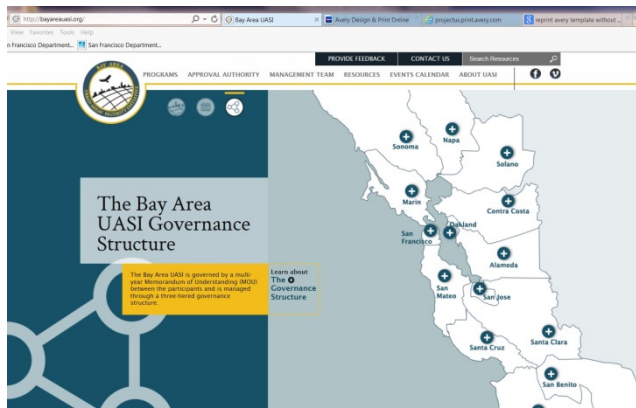 http://bayareauasi.org/
Bay Area UASI
Avery Design & Print Online
projectus.print.avery.com
reprint avery template without ...
View Favorites Tools Help
n Francisco Department...
San Francisco Department...
PROVIDE FEEDBACK
CONTACT US
Search Resources
BAY AREA
PROGRAMS
APPROVAL AUTHORITY
MANAGEMENT TEAM
RESOURCES
EVENTS CALENDAR
ABOUT UASI
The Bay Area
UASI Governance
Structure
The Bay Area UASI is governed by a multi-
year Memorandum of Understanding (MOU)
between the participants and is managed
through a three-tiered governance
structure.
Learn about
The
Governance
Structure
Sonoma
Napa
Solano
Marin
Contra Costa
Oakland
San
Francisco
Alameda
San
Mateo
San Jose
Santa Cruz
Santa Clara
San Benito